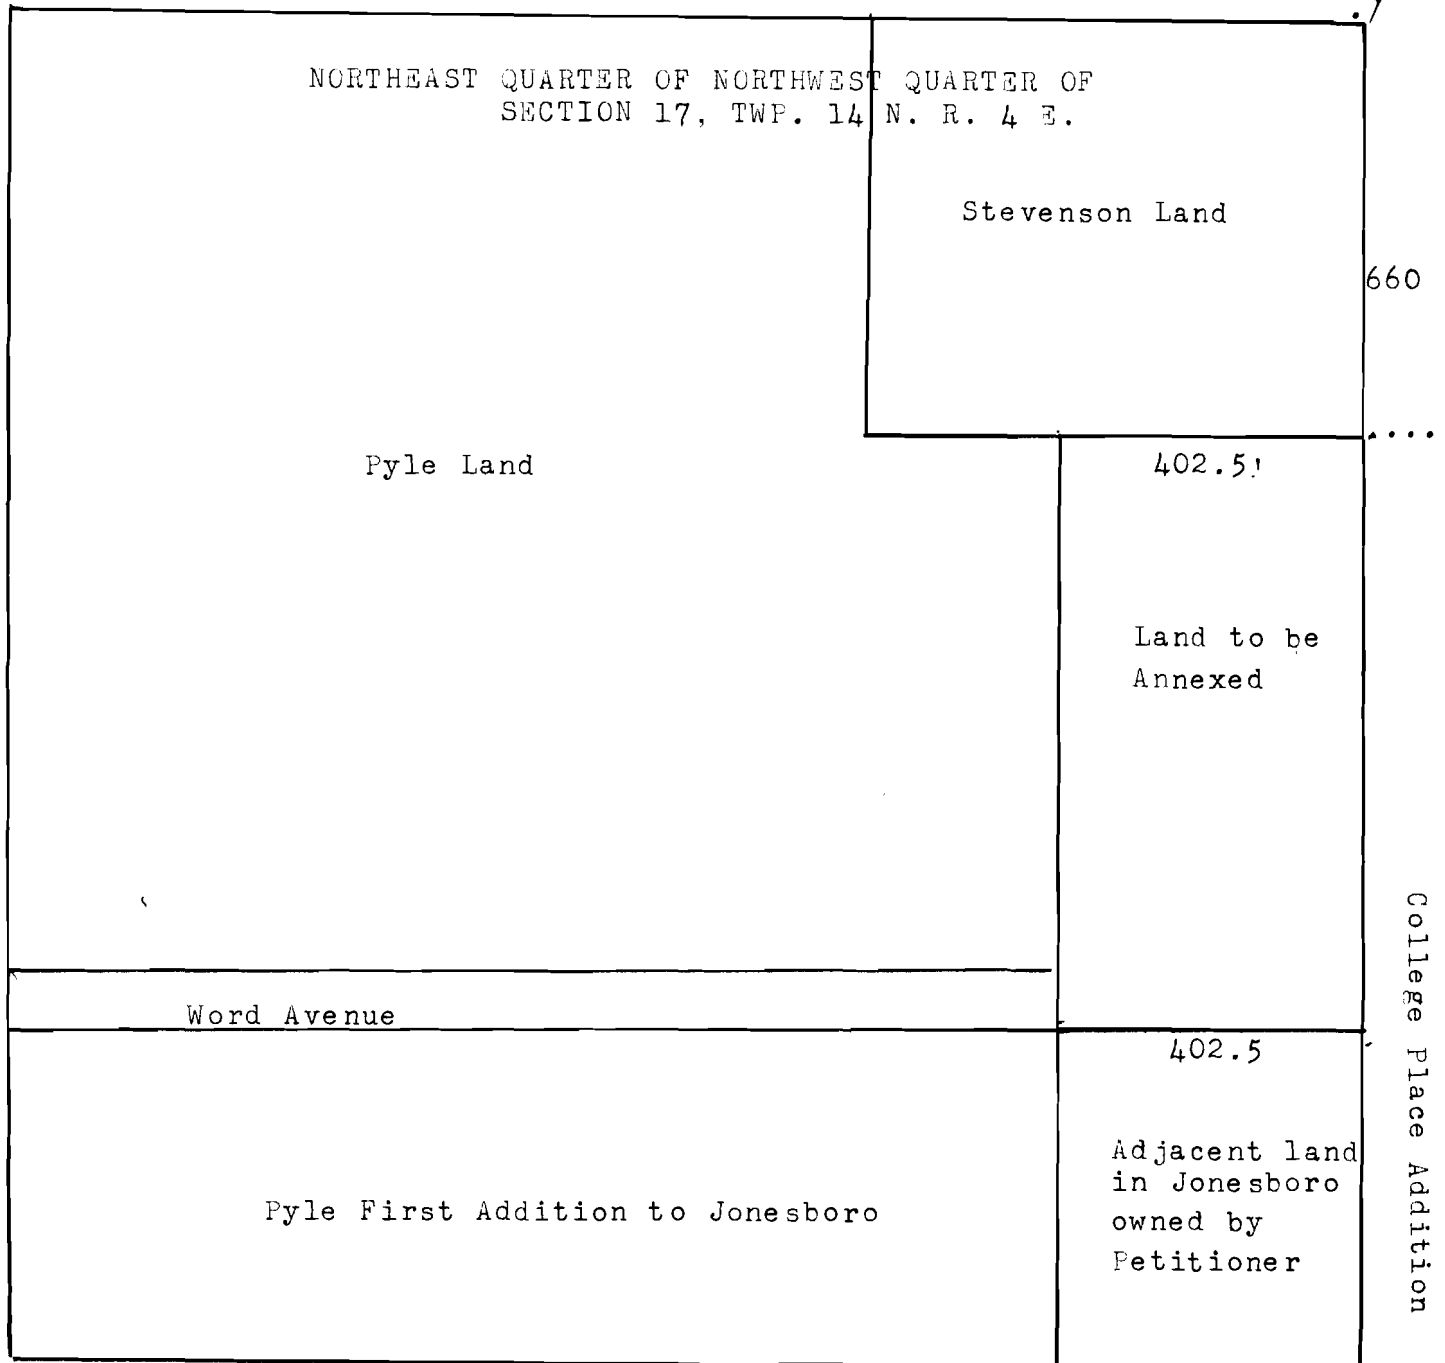 NORTHEAST QUARTER OF NORTHWEST QUARTER OF
SECTION 17, TWP. 14 N. R. 4 E.
Stevenson Land
660
Pyle Land
402.5'
Land to be
Annexed
Word Avenue
402.5
Adjacent land
in Jonesboro
owned by
Petitioner
Pyle First Addition to Jonesboro
College Place Addition